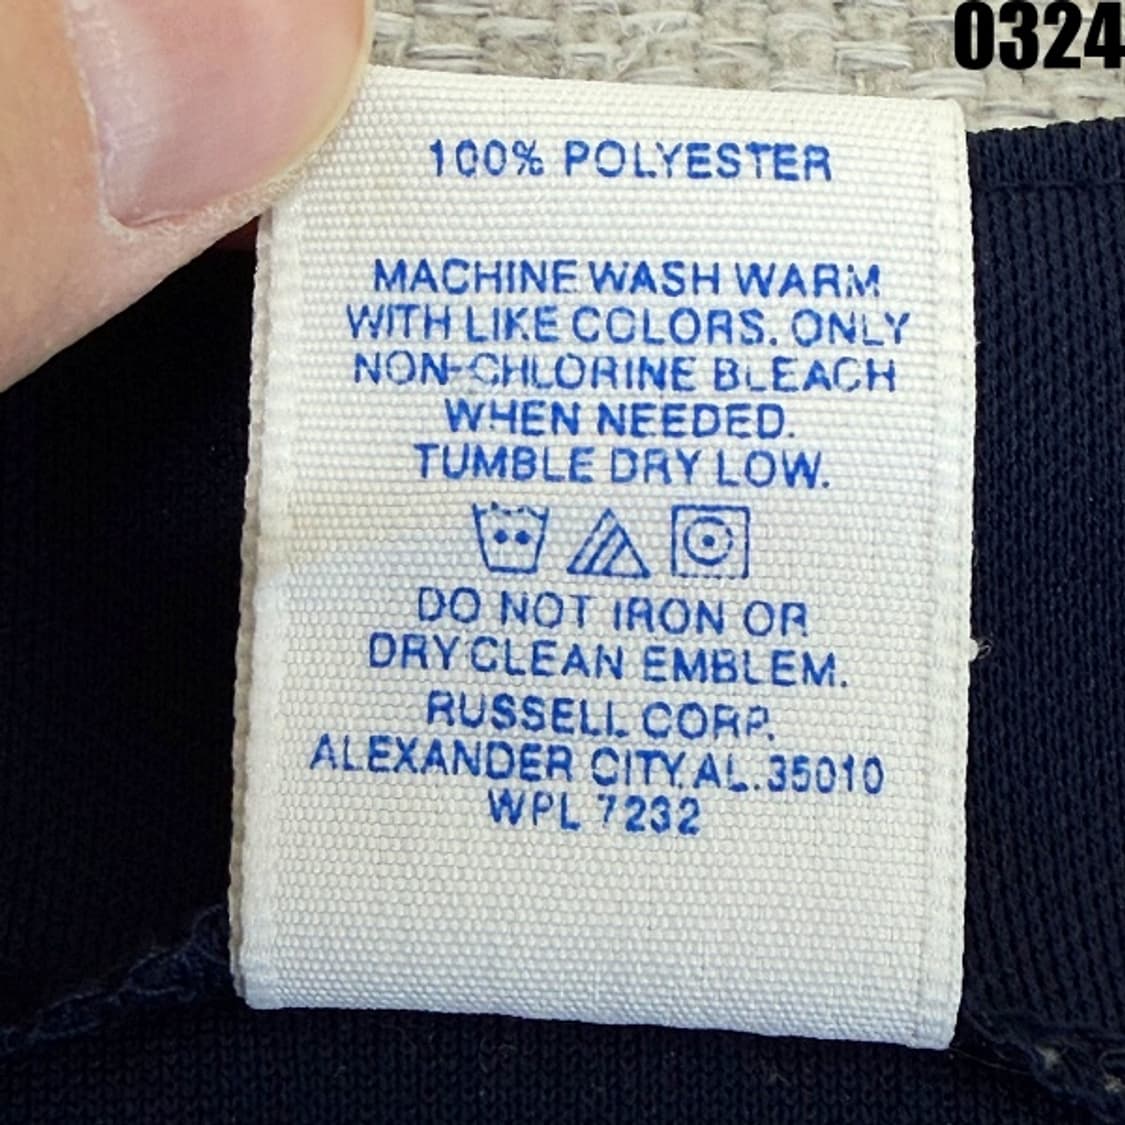 0324
100% POLYESTER
MACHINE WASH WARM
WITH LIKE COLORS. ONLY
NON-CHLORINE BLEACH
WHEN NEEDED.
TUMBLE DRY LOW.
DO NOT IRON OR
DRY CLEAN EMBLEM.
RUSSELL CORP.
ALEXANDER CITY, AL. 35010
WPL 7232